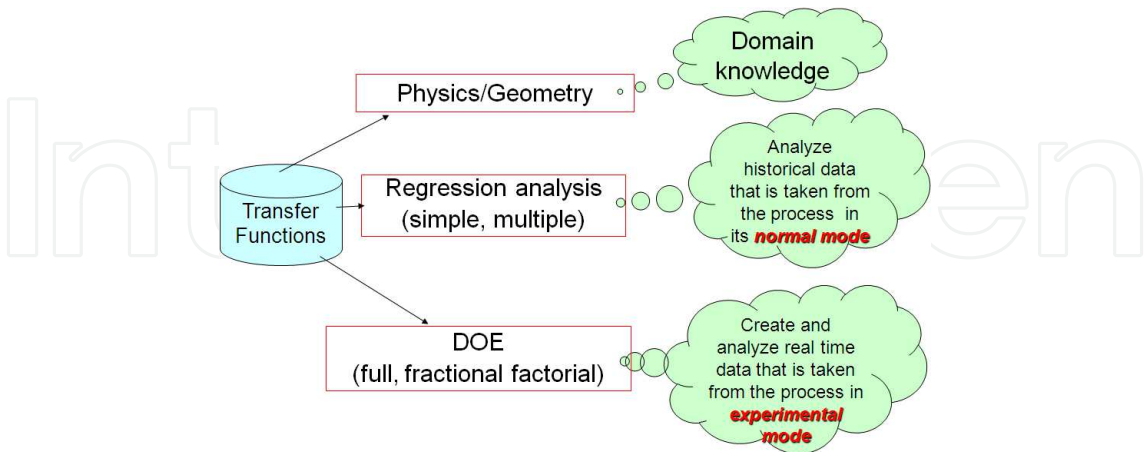 Domain
knowledge
Physics/Geometry
Analyze
historical data
that is taken from
the process in
its normal mode
Regression analysis
(simple, multiple)
Transfer
Functions
Create and
analyze real time
data that is taken
from the process in
experimental
mode
DOE
(full, fractional factorial)
Int
en